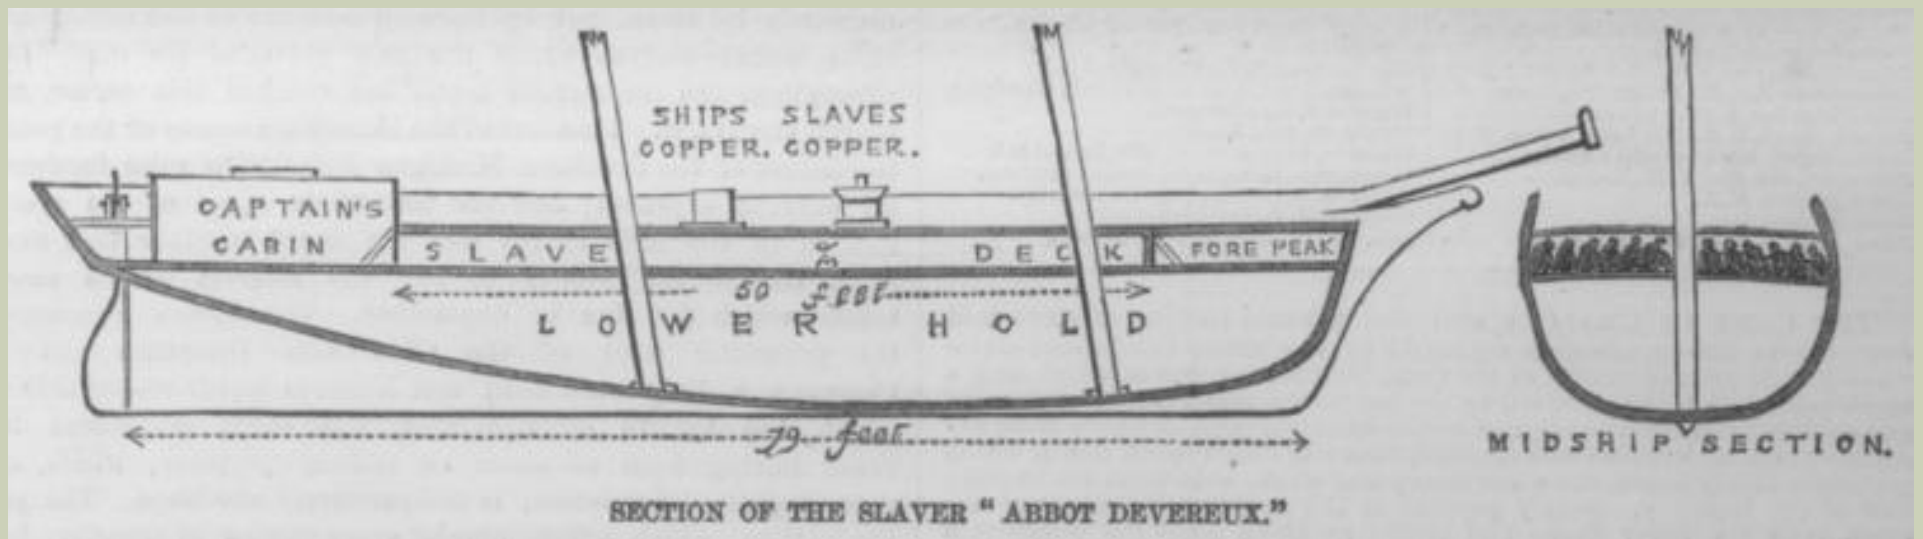 SHIPS SLAVES
COPPER. COPPER.
CAPTAIN'S
CABIN
SLAVE DECK
FORE PEAK
50 feet
LOWER HOLD
79 feet
MIDSHIP SECTION.
SECTION OF THE SLAVER "ABBOT DEVEREUX."